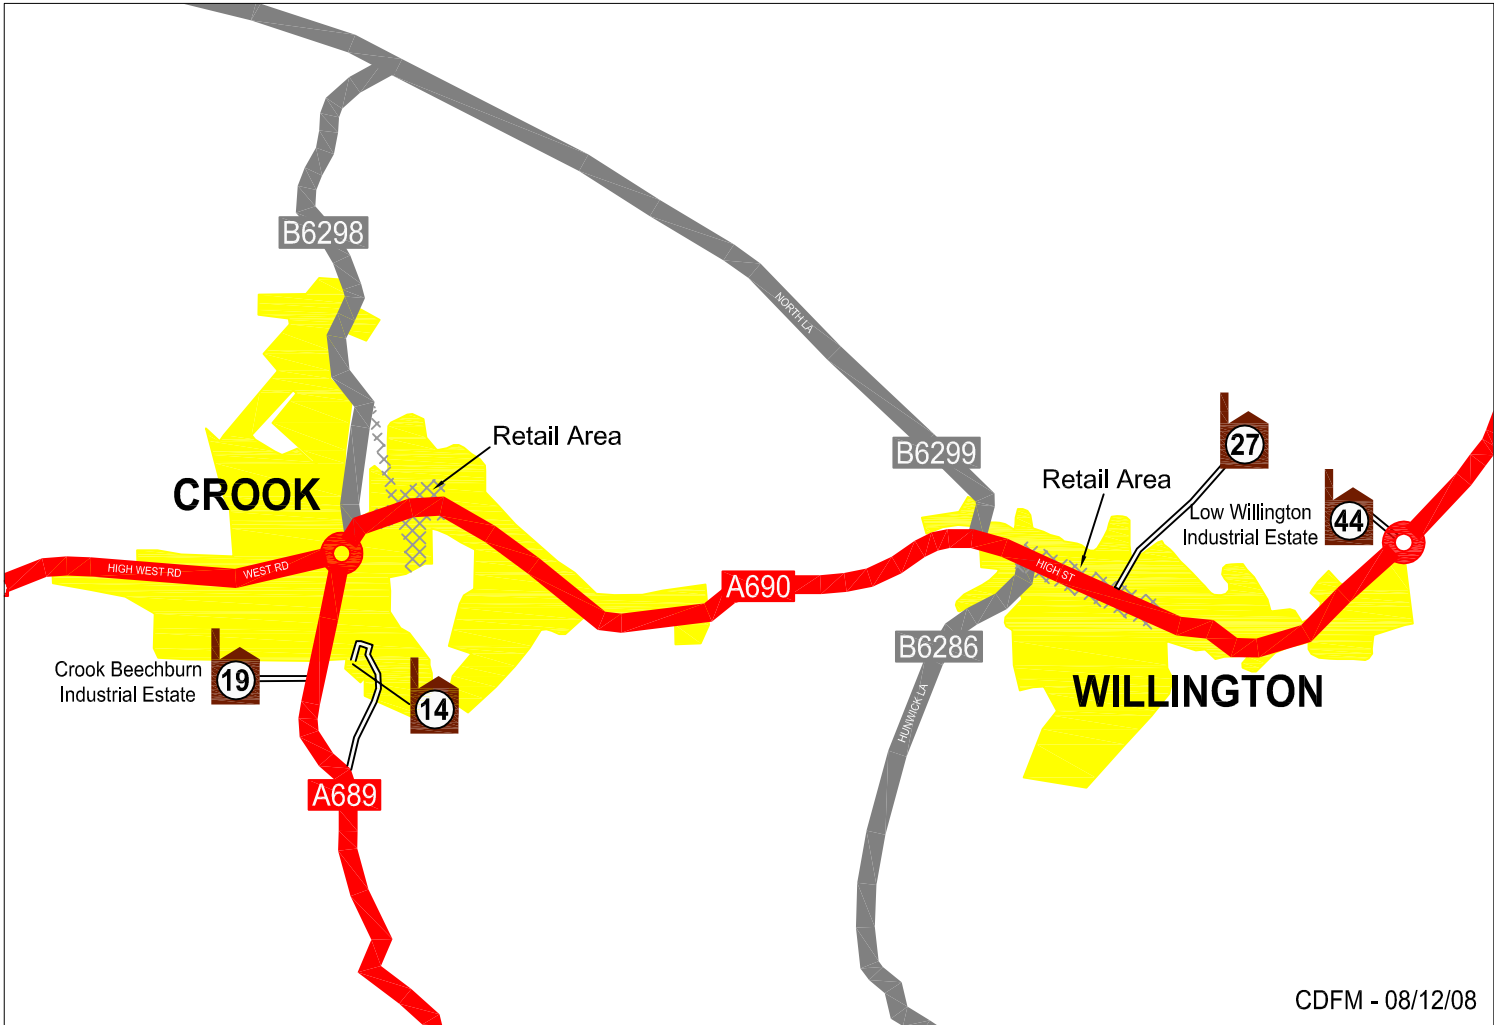 B6298
NORTH LA
Retail Area
B6299
27
CROOK
Retail Area
Low Willington
Industrial Estate
44
HIGH WEST RD
WEST RD
A690
HIGH ST
B6286
Crook Beechburn
Industrial Estate
19
14
WILLINGTON
HUNWICK LA
A689
CDFM - 08/12/08